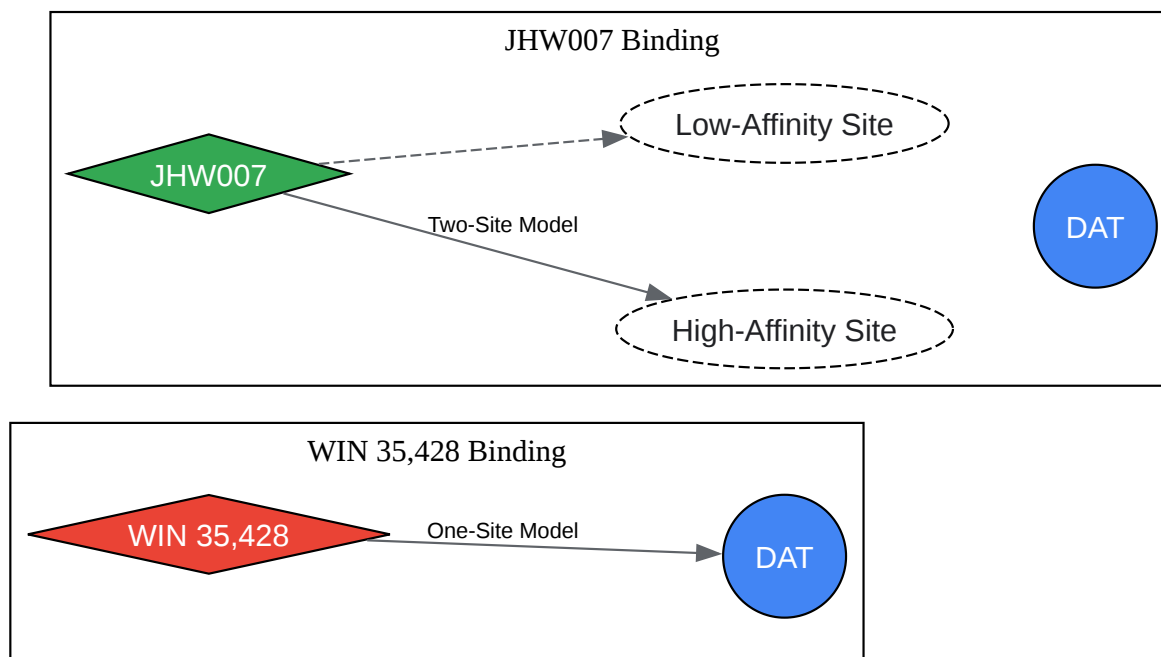 JHW007 Binding
Low-Affinity Site
JHW007
DAT
Two-Site Model
High-Affinity Site
WIN 35,428 Binding
WIN 35,428
One-Site Model
DAT